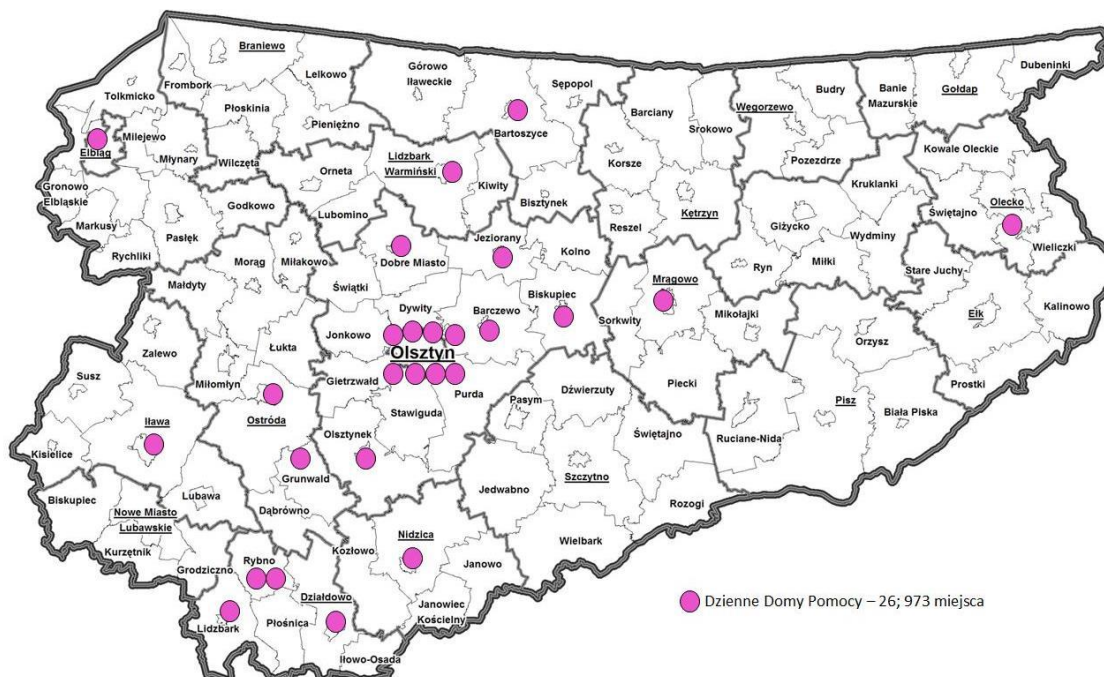 Braniewo
Lelkowo
Górowo
Iławeckie
Sępopol
Dubeninki
Gołdap
Banie
Mazurskie
Budry
Węgorzewo
Barciany
Srokowo
Frombork
Tolkmicko
Płoskinia
Pieniężno
Bartoszyce
Pozezdrze
Kowale Oleckie
Milejewo
Elbląg
Młynary
Wilczęta
Lidzbark
Warmiński
Orneta
Kiwity
Korsze
Kruklanki
Gronowo
Elbląskie
Godkowo
Lubomino
Bisztynek
Kętrzyn
Reszel
Giżycko
Wydminy
Świętajno
Olecko
Wieliczki
Markusy
Pasłęk
Rychliki
Morąg
Miłakowo
Małdyty
Dobre Miasto
Jeziorany
Kolno
Świątki
Mrągowo
Ryn
Miłki
Stare Juchy
Kalinowo
Ełk
Dywity
Barczewo
Biskupiec
Sorkwity
Mikołajki
Jonkowo
Olsztyn
Orzysz
Zalewo
Łukta
Miłomłyn
Susz
Gietrzwałd
Purda
Dźwierzuty
Piecki
Prostki
Pisz
Biała Piska
Ostróda
Stawiguda
Pasym
Iława
Olsztynek
Świętajno
Ruciane-Nida
Kisielice
Grunwald
Szczytno
Jedwabno
Rozogi
Biskupiec
Lubawa
Dąbrówno
Nowe Miasto
Lubawskie
Kurzętnik
Grodziczno
Rybno
Kozłowo
Nidzica
Janowo
Wielbark
Działdowo
Janowiec
Kościelny
Lidzbark
Płośnica
Iłowo-Osada
Dzienne Domy Pomocy – 26; 973 miejsca